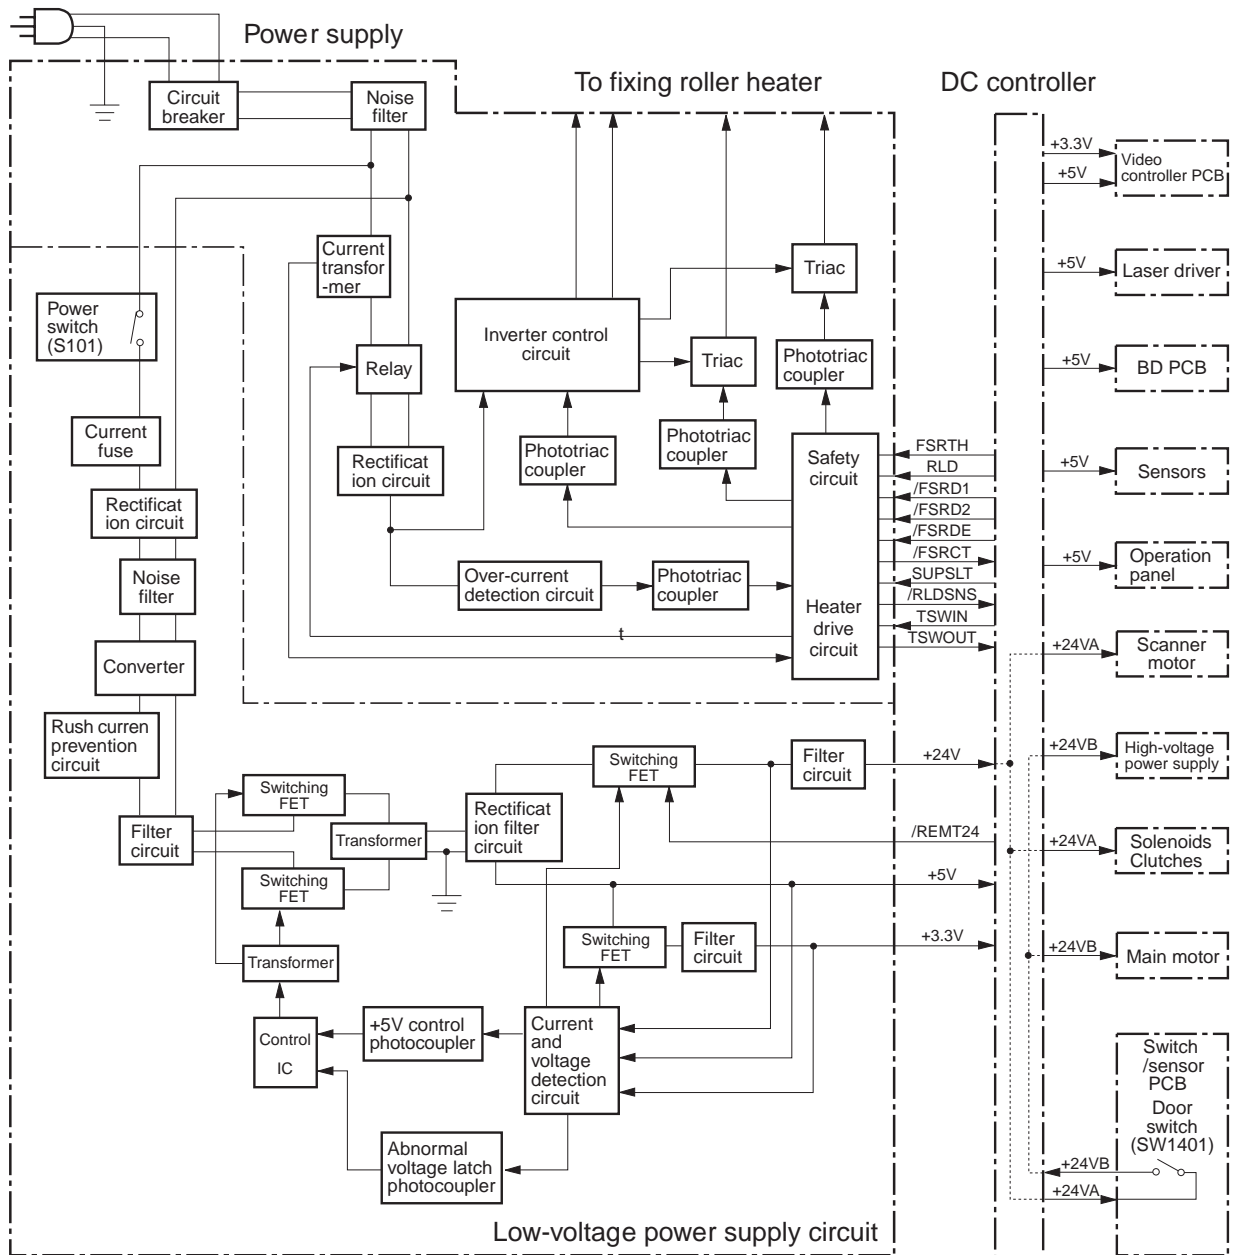 Power supply
To fixing roller heater
DC controller
Circuit
breaker
Noise
filter
+3.3V
+5V
Video
controller PCB
Current
transfor
-mer
Triac
+5V
Laser driver
Power
switch
(S101)
Inverter control
circuit
Relay
Triac
Phototriac
coupler
+5V
BD PCB
Current
fuse
Rectificat
ion circuit
Phototriac
coupler
Phototriac
coupler
Safety
circuit
Heater
drive
circuit
FSRTH
RLD
/FSRD1
/FSRD2
/FSRDE
/FSRCT
SUPSLT
/RLDSNS
TSWIN
TSWOUT
+5V
Sensors
Rectificat
ion circuit
Noise
filter
Over-current
detection circuit
Phototriac
coupler
+5V
Operation
panel
t
Converter
+24VA
Scanner
motor
Rush curren
prevention
circuit
Switching
FET
Filter
circuit
+24V
+24VB
High-voltage
power supply
Switching
FET
Filter
circuit
Transformer
Rectificat
ion filter
circuit
/REMT24
+24VA
Solenoids
Clutches
Switching
FET
+5V
Transformer
Switching
FET
Filter
circuit
+3.3V
+24VB
Main motor
Control
IC
+5V control
photocoupler
Current
and
voltage
detection
circuit
Switch
/sensor
PCB
Door
switch
(SW1401)
Abnormal
voltage latch
photocoupler
+24VB
+24VA
Low-voltage power supply circuit